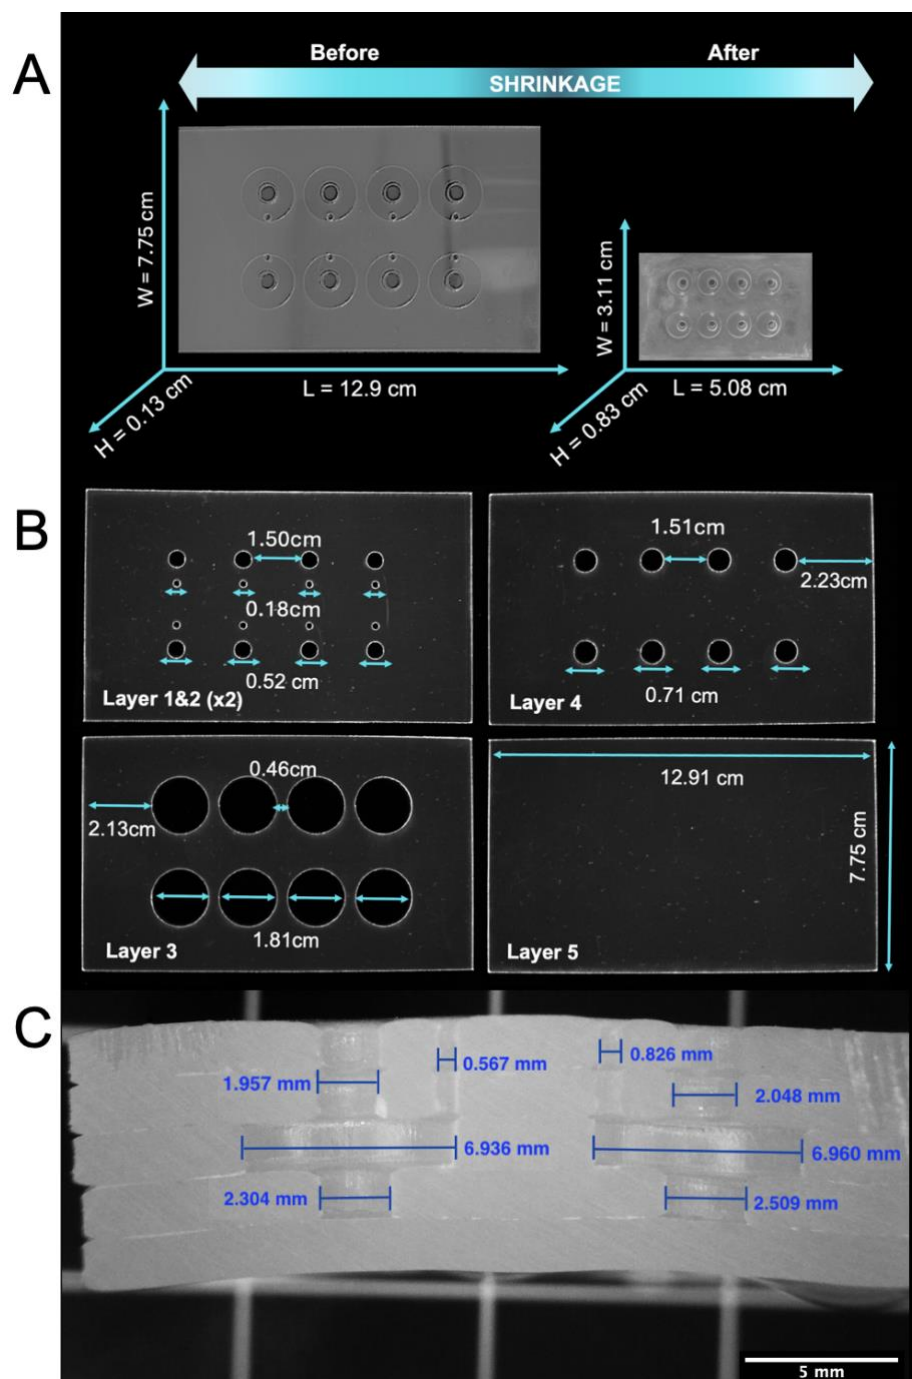 A
Before
After
SHRINKAGE
W = 7.75 cm
L = 12.9 cm
H = 0.13 cm
W = 3.11 cm
L = 5.08 cm
H = 0.83 cm
B
1.50cm
0.18cm
0.52 cm
Layer 1&2 (x2)
1.51cm
2.23cm
0.71 cm
Layer 4
0.46cm
2.13cm
1.81cm
Layer 3
12.91 cm
7.75 cm
Layer 5
C
0.567 mm
0.826 mm
1.957 mm
2.048 mm
6.936 mm
6.960 mm
2.304 mm
2.509 mm
5 mm